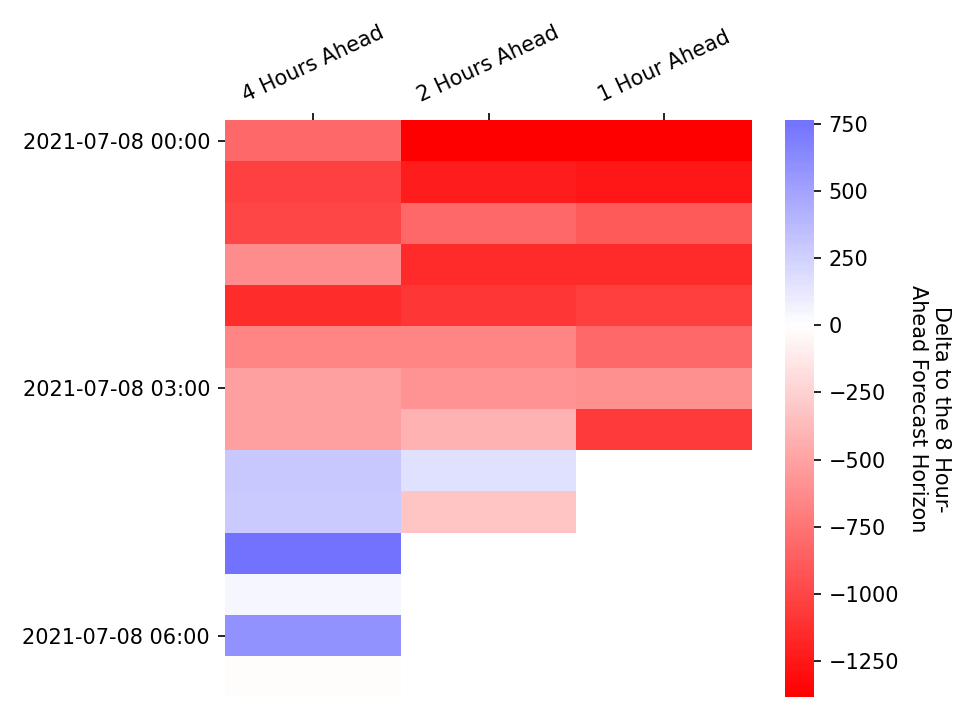 4 Hours Ahead
2 Hours Ahead
1 Hour Ahead
2021-07-08 00:00
2021-07-08 03:00
2021-07-08 06:00
750
500
250
0
−250
−500
−750
−1000
−1250
Delta to the 8 Hour-
Ahead Forecast Horizon